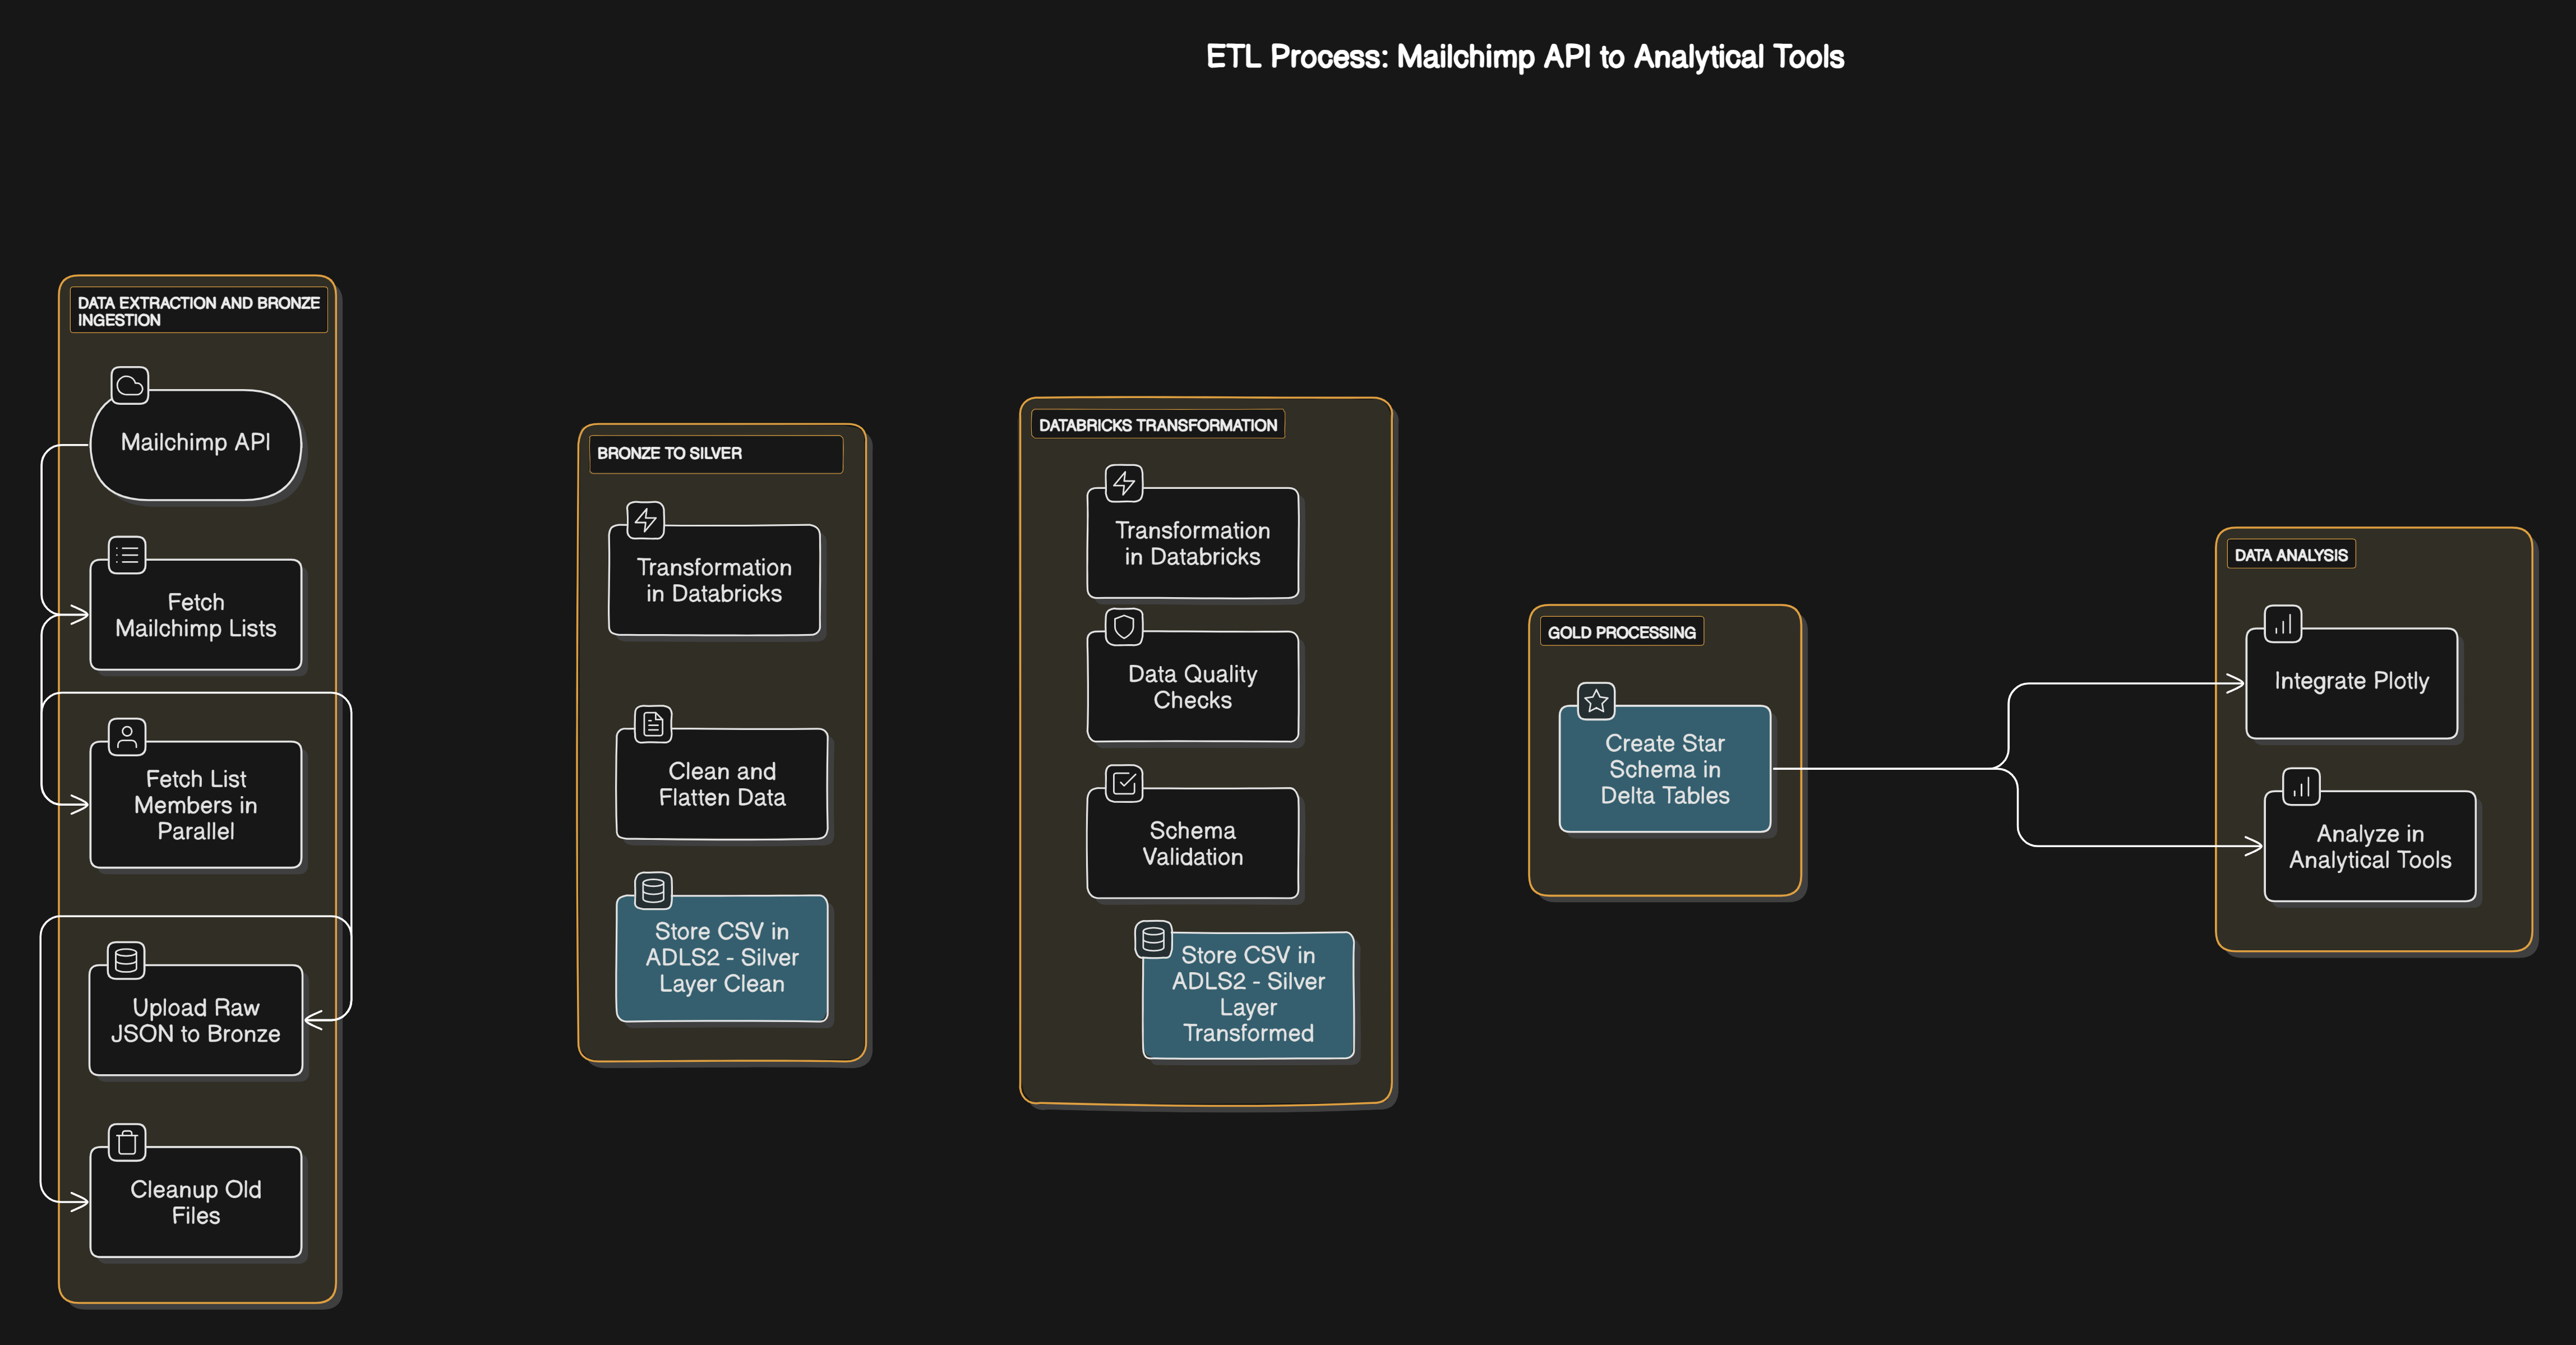 ETL Process: Mailchimp API to Analytical Tools
DATA EXTRACTION AND BRONZE
INGESTION
Mailchimp API
Fetch
Mailchimp Lists
Fetch List
Members in
Parallel
Upload Raw
JSON to Bronze
Cleanup Old
Files
BRONZE TO SILVER
Transformation
in Databricks
Clean and
Flatten Data
Store CSV in
ADLS2 - Silver
Layer Clean
DATABRICKS TRANSFORMATION
Transformation
in Databricks
Data Quality
Checks
Schema
Validation
Store CSV in
ADLS2 - Silver
Layer
Transformed
GOLD PROCESSING
Create Star
Schema in
Delta Tables
DATA ANALYSIS
Integrate Plotly
Analyze in
Analytical Tools